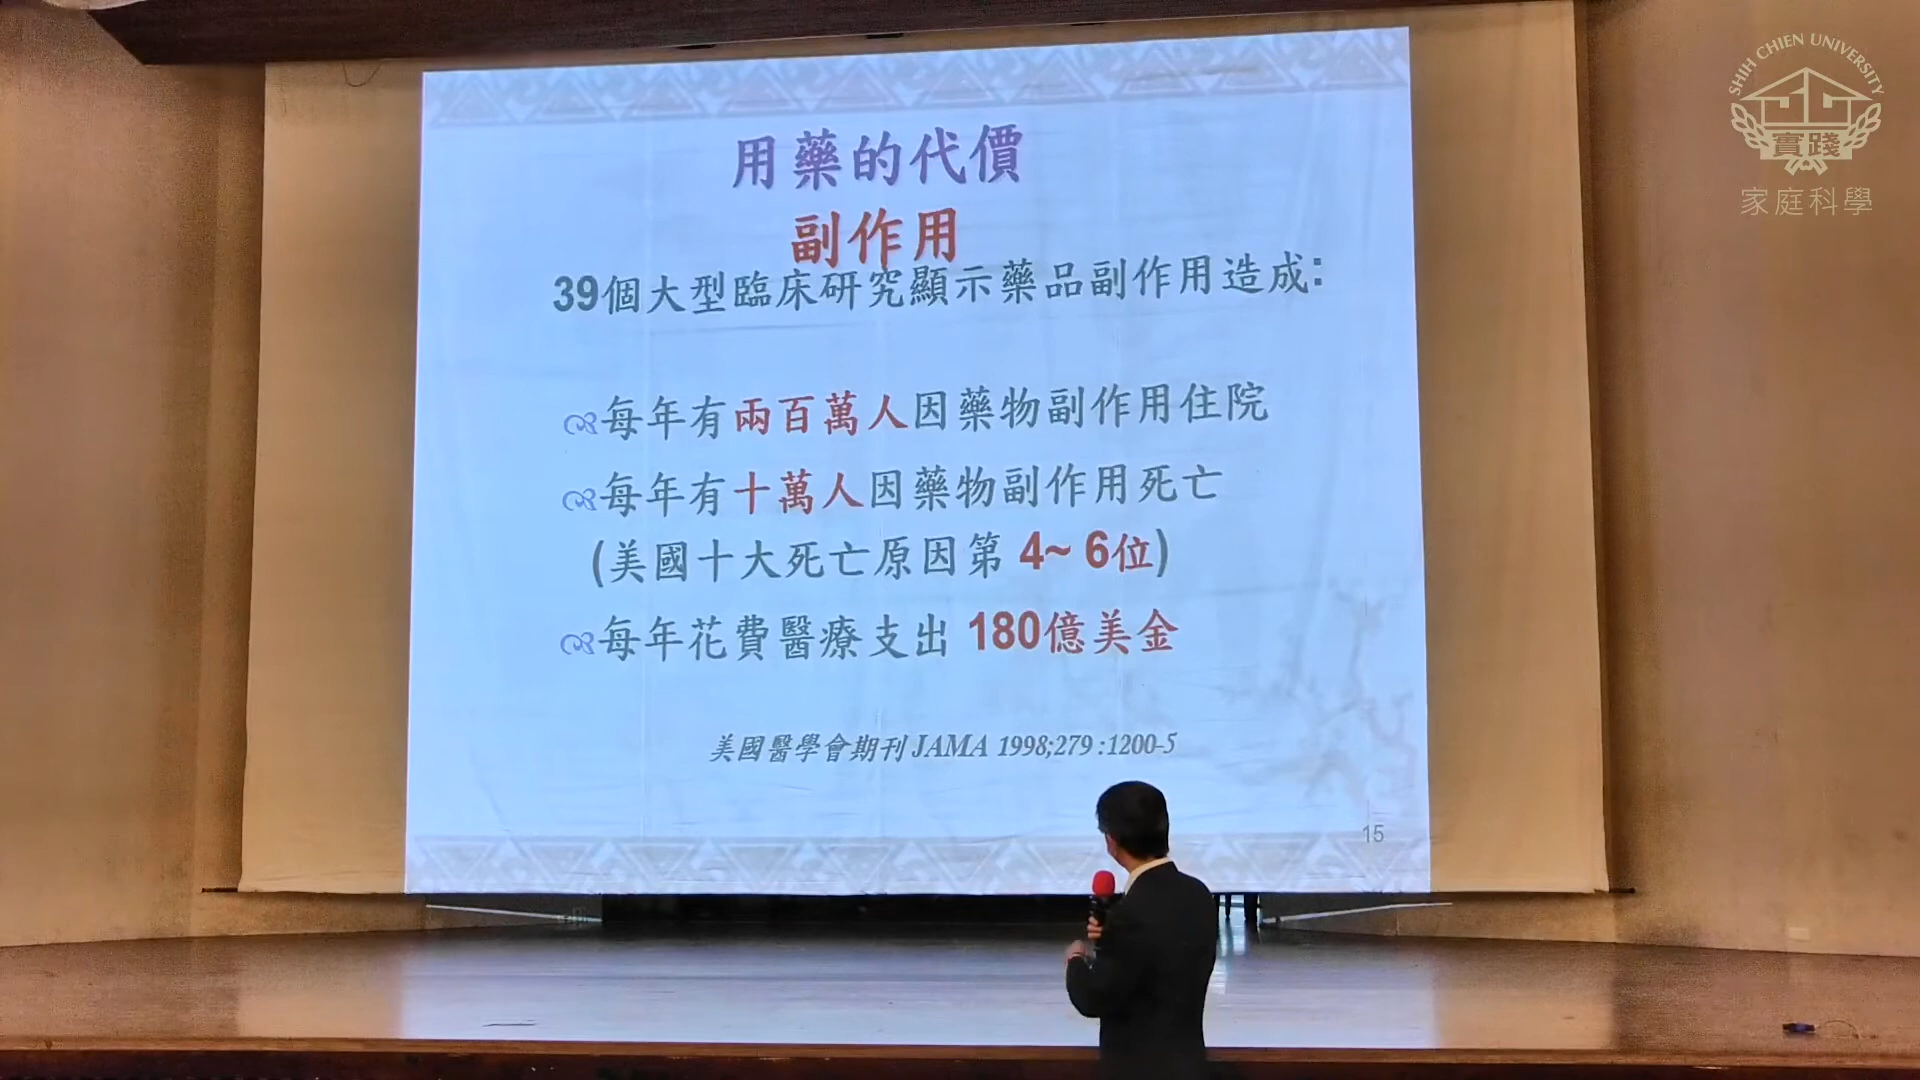 用藥的代價
副作用
39個大型臨床研究顯示藥品副作用造成:
每年有兩百萬人因藥物副作用住院
每年有十萬人因藥物副作用死亡
(美國十大死亡原因第 4~ 6位)
每年花費醫療支出 180億美金
美國醫學會期刊 JAMA 1998;279 :1200-5
15
SHIH CHIEN UNIVERSITY
實踐
家庭科學